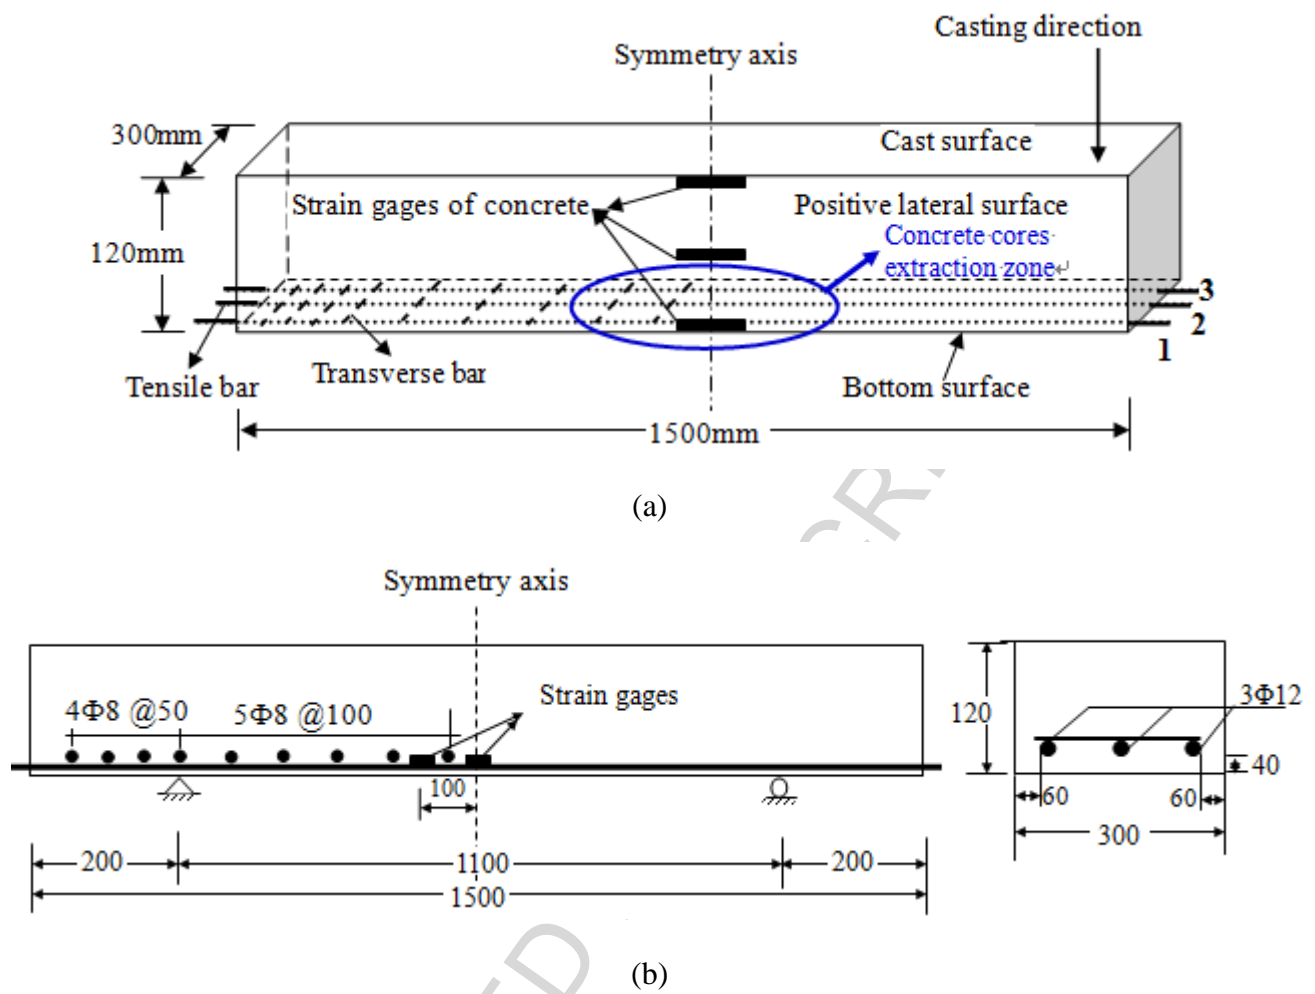 Casting direction
Symmetry axis
300mm
Cast surface
Strain gages of concrete
Positive lateral surface
Concrete cores
extraction zone
120mm
3
2
1
Tensile bar
Transverse bar
Bottom surface
1500mm
(a)
Symmetry axis
4Φ8 @50
5Φ8 @100
Strain gages
3Φ12
120
40
100
60
60
300
200
1100
200
1500
(b)